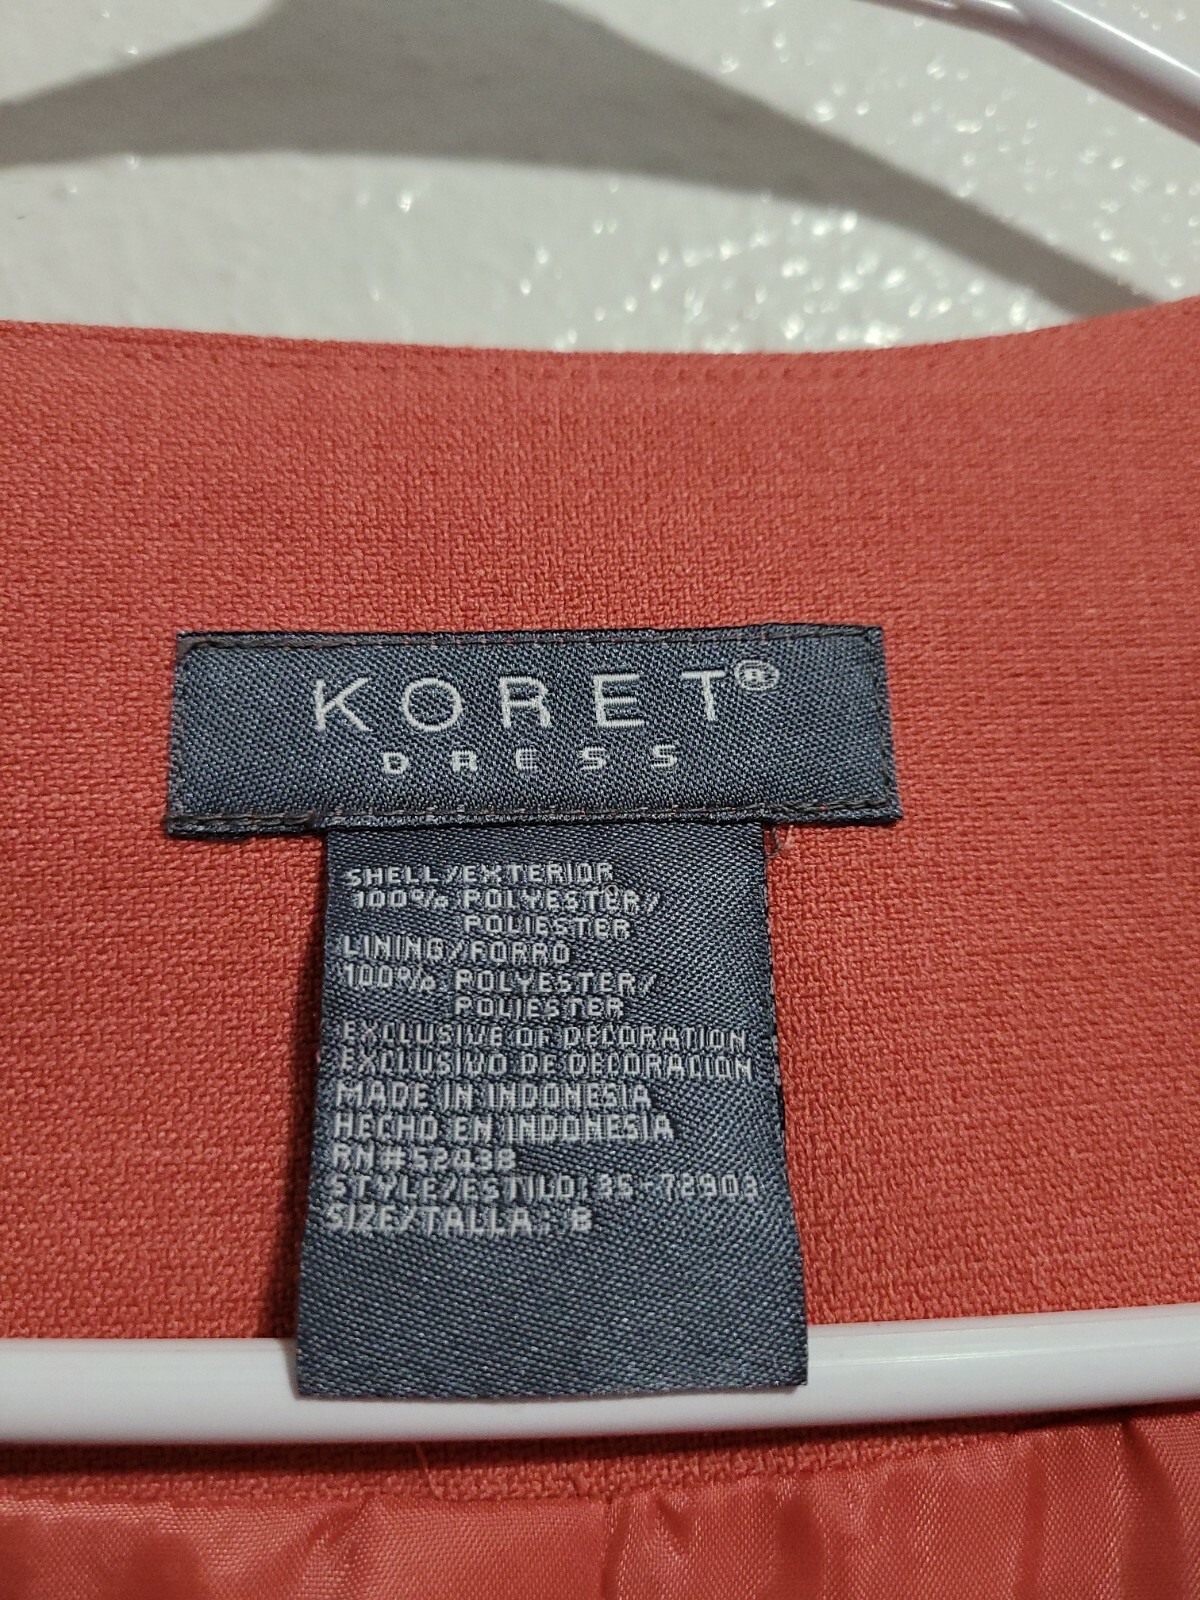 KORET®
DRESS
SHELL/EXTERIOR
100% POLYESTER/
POLIESTER
LINING/FORRO
100% POLYESTER/
POLIESTER
EXCLUSIVE OF DECORATION
EXCLUSIVO DE DECORACION
MADE IN INDONESIA
HECHO EN INDONESIA
RN#52438
STYLE/ESTILO: 35-72903
SIZE/TALLA: 8